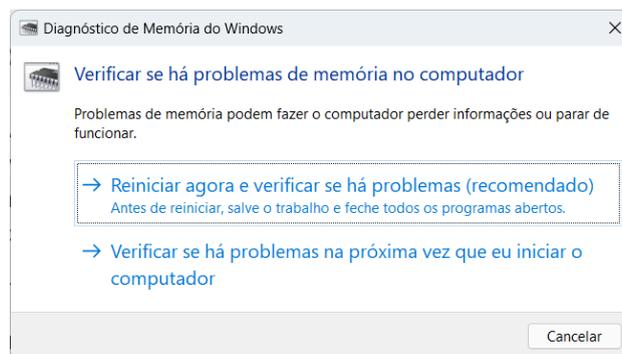 Diagnóstico de Memória do Windows
Verificar se há problemas de memória no computador
Problemas de memória podem fazer o computador perder informações ou parar de
funcionar.
Reiniciar agora e verificar se há problemas (recomendado)
Antes de reiniciar, salve o trabalho e feche todos os programas abertos.
Verificar se há problemas na próxima vez que eu iniciar o
computador
Cancelar